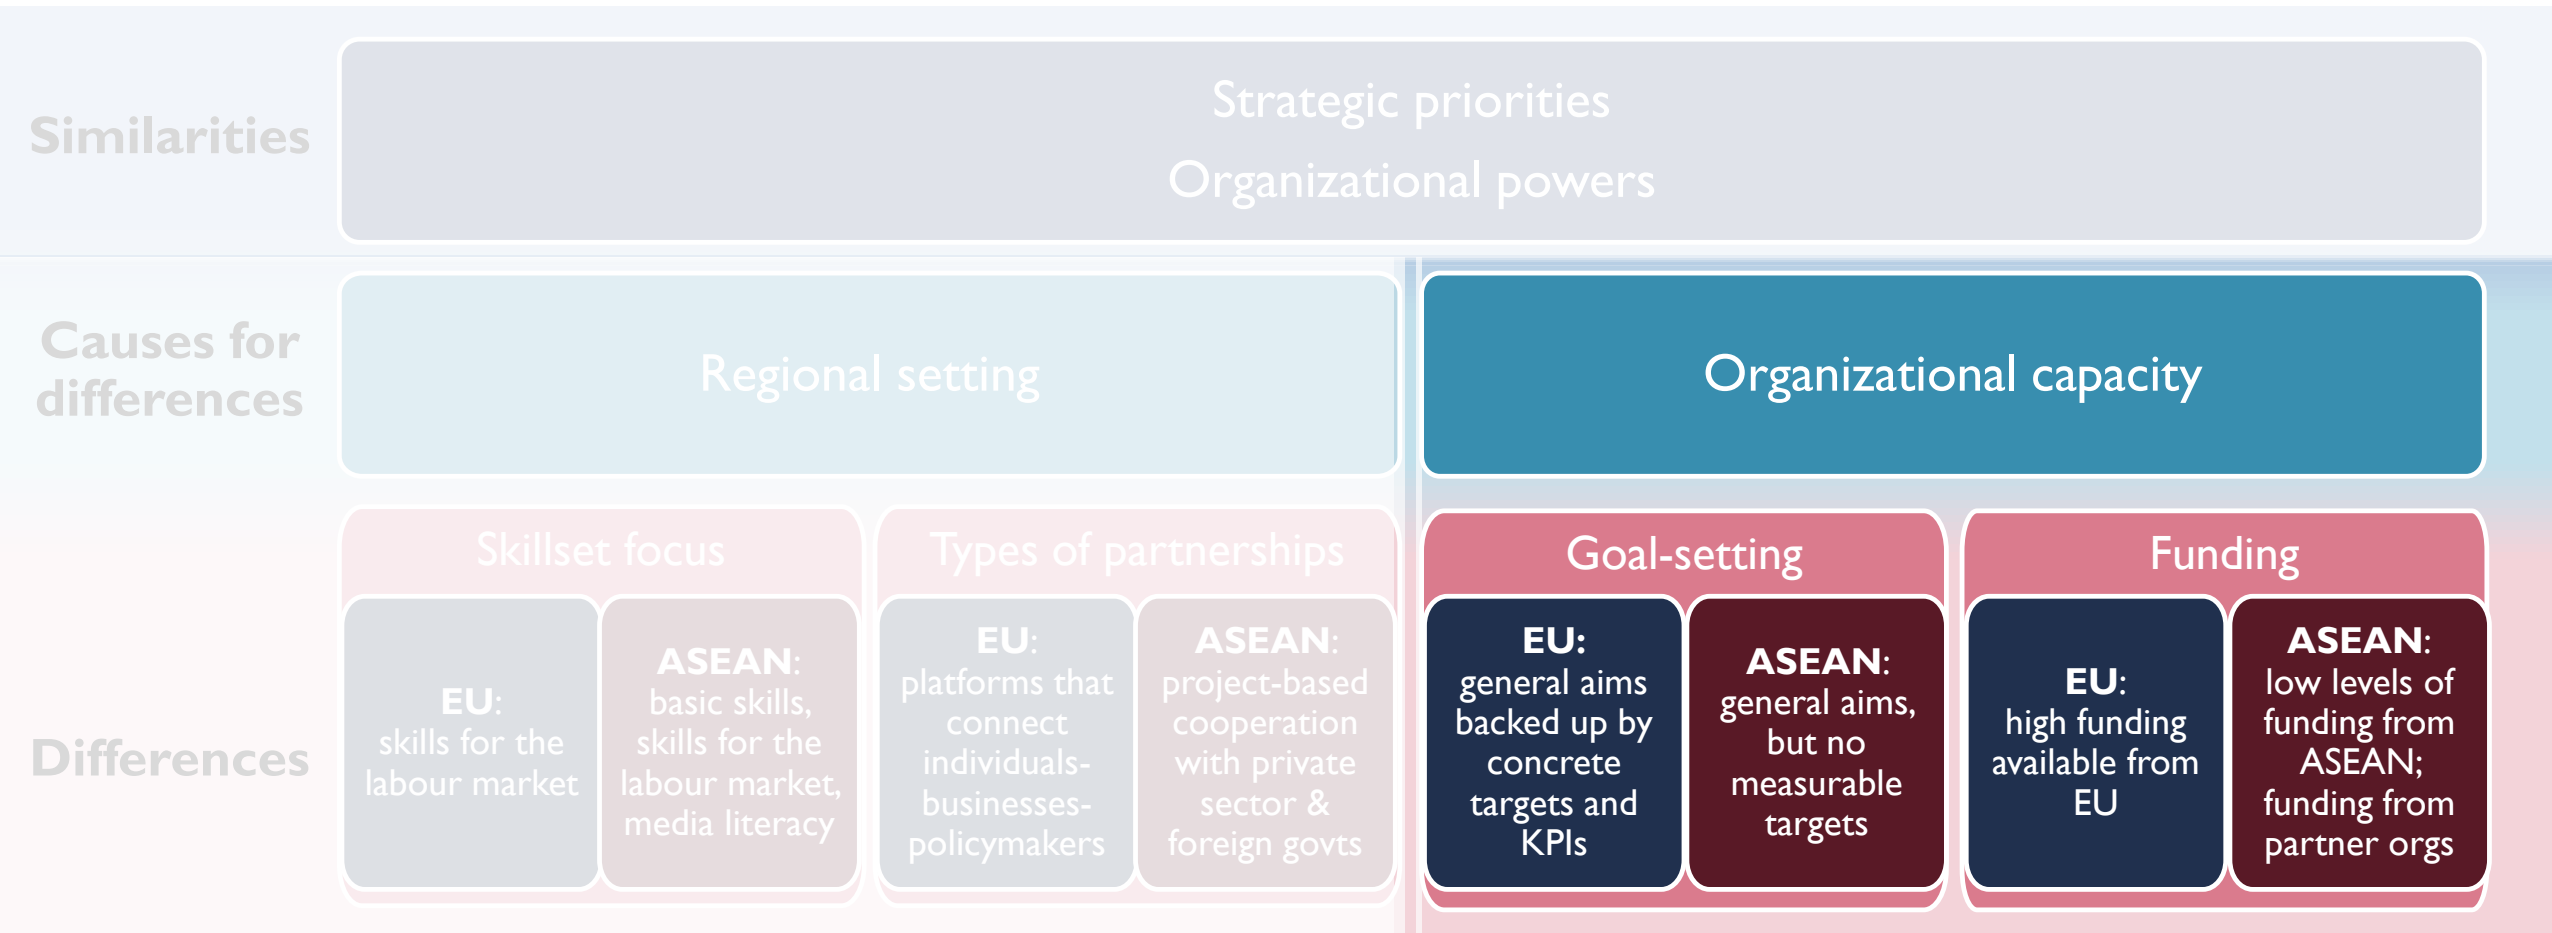 Similarities
Strategic priorities
Organizational powers
Causes for
differences
Regional setting
Organizational capacity
Differences
Skillset focus
EU:
skills for the
labour market
ASEAN:
basic skills,
skills for the
labour market,
media literacy
Types of partnerships
EU:
platforms that
connect
individuals-
businesses-
policymakers
ASEAN:
project-based
cooperation
with private
sector &
foreign govts
Goal-setting
EU:
general aims
backed up by
concrete
targets and
KPIs
ASEAN:
general aims,
but no
measurable
targets
Funding
EU:
high funding
available from
EU
ASEAN:
low levels of
funding from
ASEAN;
funding from
partner orgs